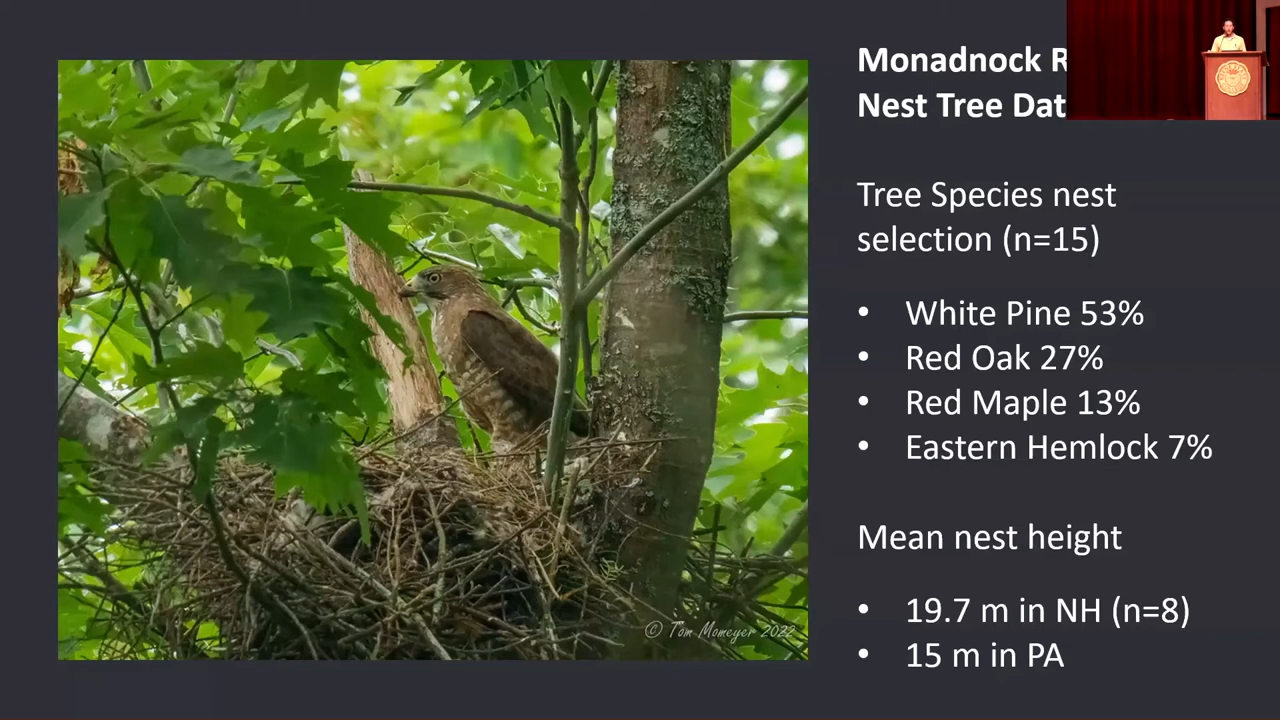 Monadnock R
Nest Tree Dat
Tree Species nest
selection (n=15)
• White Pine 53%
• Red Oak 27%
• Red Maple 13%
• Eastern Hemlock 7%
Mean nest height
• 19.7 m in NH (n=8)
• 15 m in PA
© Tom Momeyer 2022